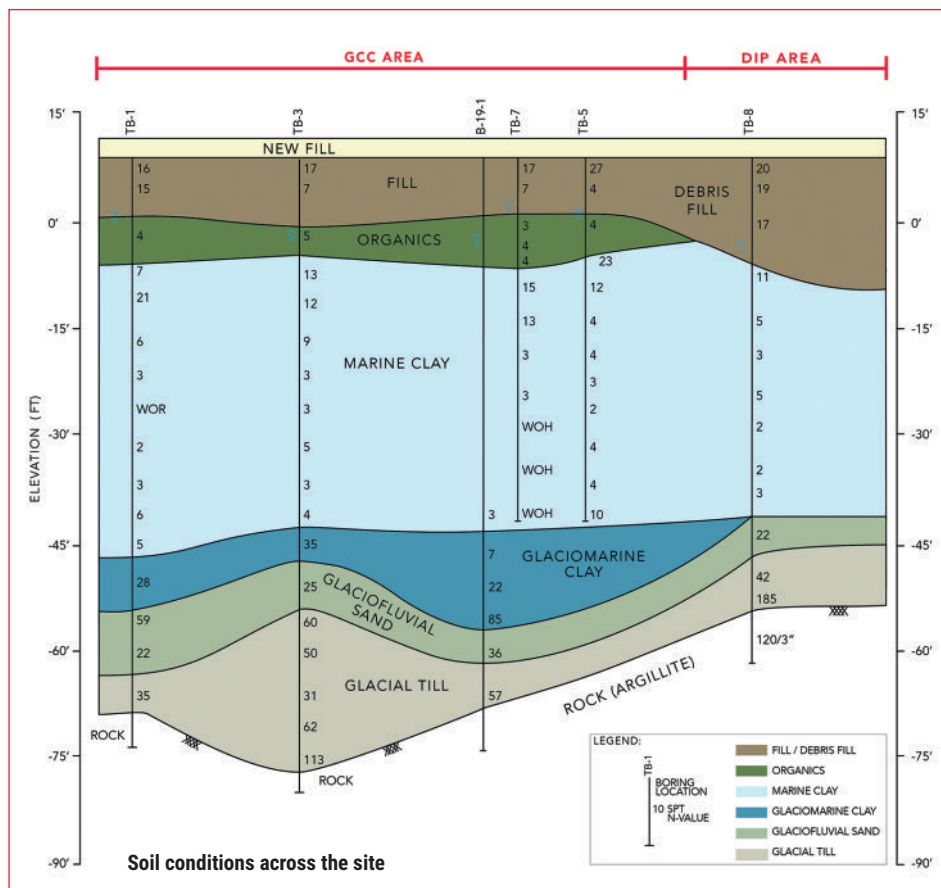 GCC AREA
DIP AREA
15'
TB-1
TB-3
B-19-1
TB-7
TB-5
TB-8
15'
NEW FILL
16
17
17
27
20
15
7
FILL
7
4
DEBRIS
FILL
19
0'
4
5
ORGANICS
3
4
17
0'
4
4
7
13
23
11
21
12
15
12
-15'
6
9
MARINE CLAY
13
4
5
-15'
3
3
3
4
3
WOR
3
3
3
2
5
-30'
2
5
WOH
4
2
-30'
3
3
WOH
4
2
6
4
3
WOH
10
3
ELEVATION (FT)
-45'
5
35
7
GLACIOMARINE
CLAY
22
-45'
28
25
GLACIOFLUVIAL
SAND
22
42
59
60
85
185
-60'
22
50
36
120/3"
-60'
35
31
GLACIAL TILL
57
ROCK (ARGILLITE)
ROCK
62
-75'
113
ROCK
-75'
LEGEND:
TB-1
BORING
LOCATION
10 SPT
N-VALUE
FILL / DEBRIS FILL
ORGANICS
MARINE CLAY
GLACIOMARINE CLAY
GLACIOFLUVIAL SAND
GLACIAL TILL
-90'
Soil conditions across the site
-90'